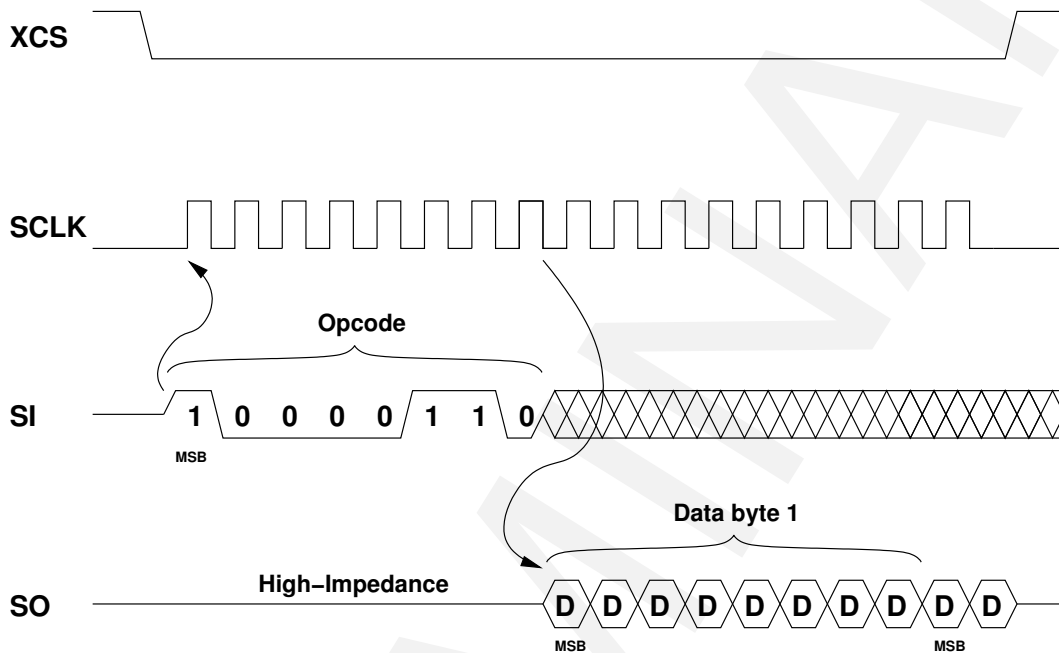 XCS
SCLK
Opcode
SI 1 0 0 0 0 1 1 0
MSB
Data byte 1
High−Impedance
SO D D D D D D D D D D
MSB MSB